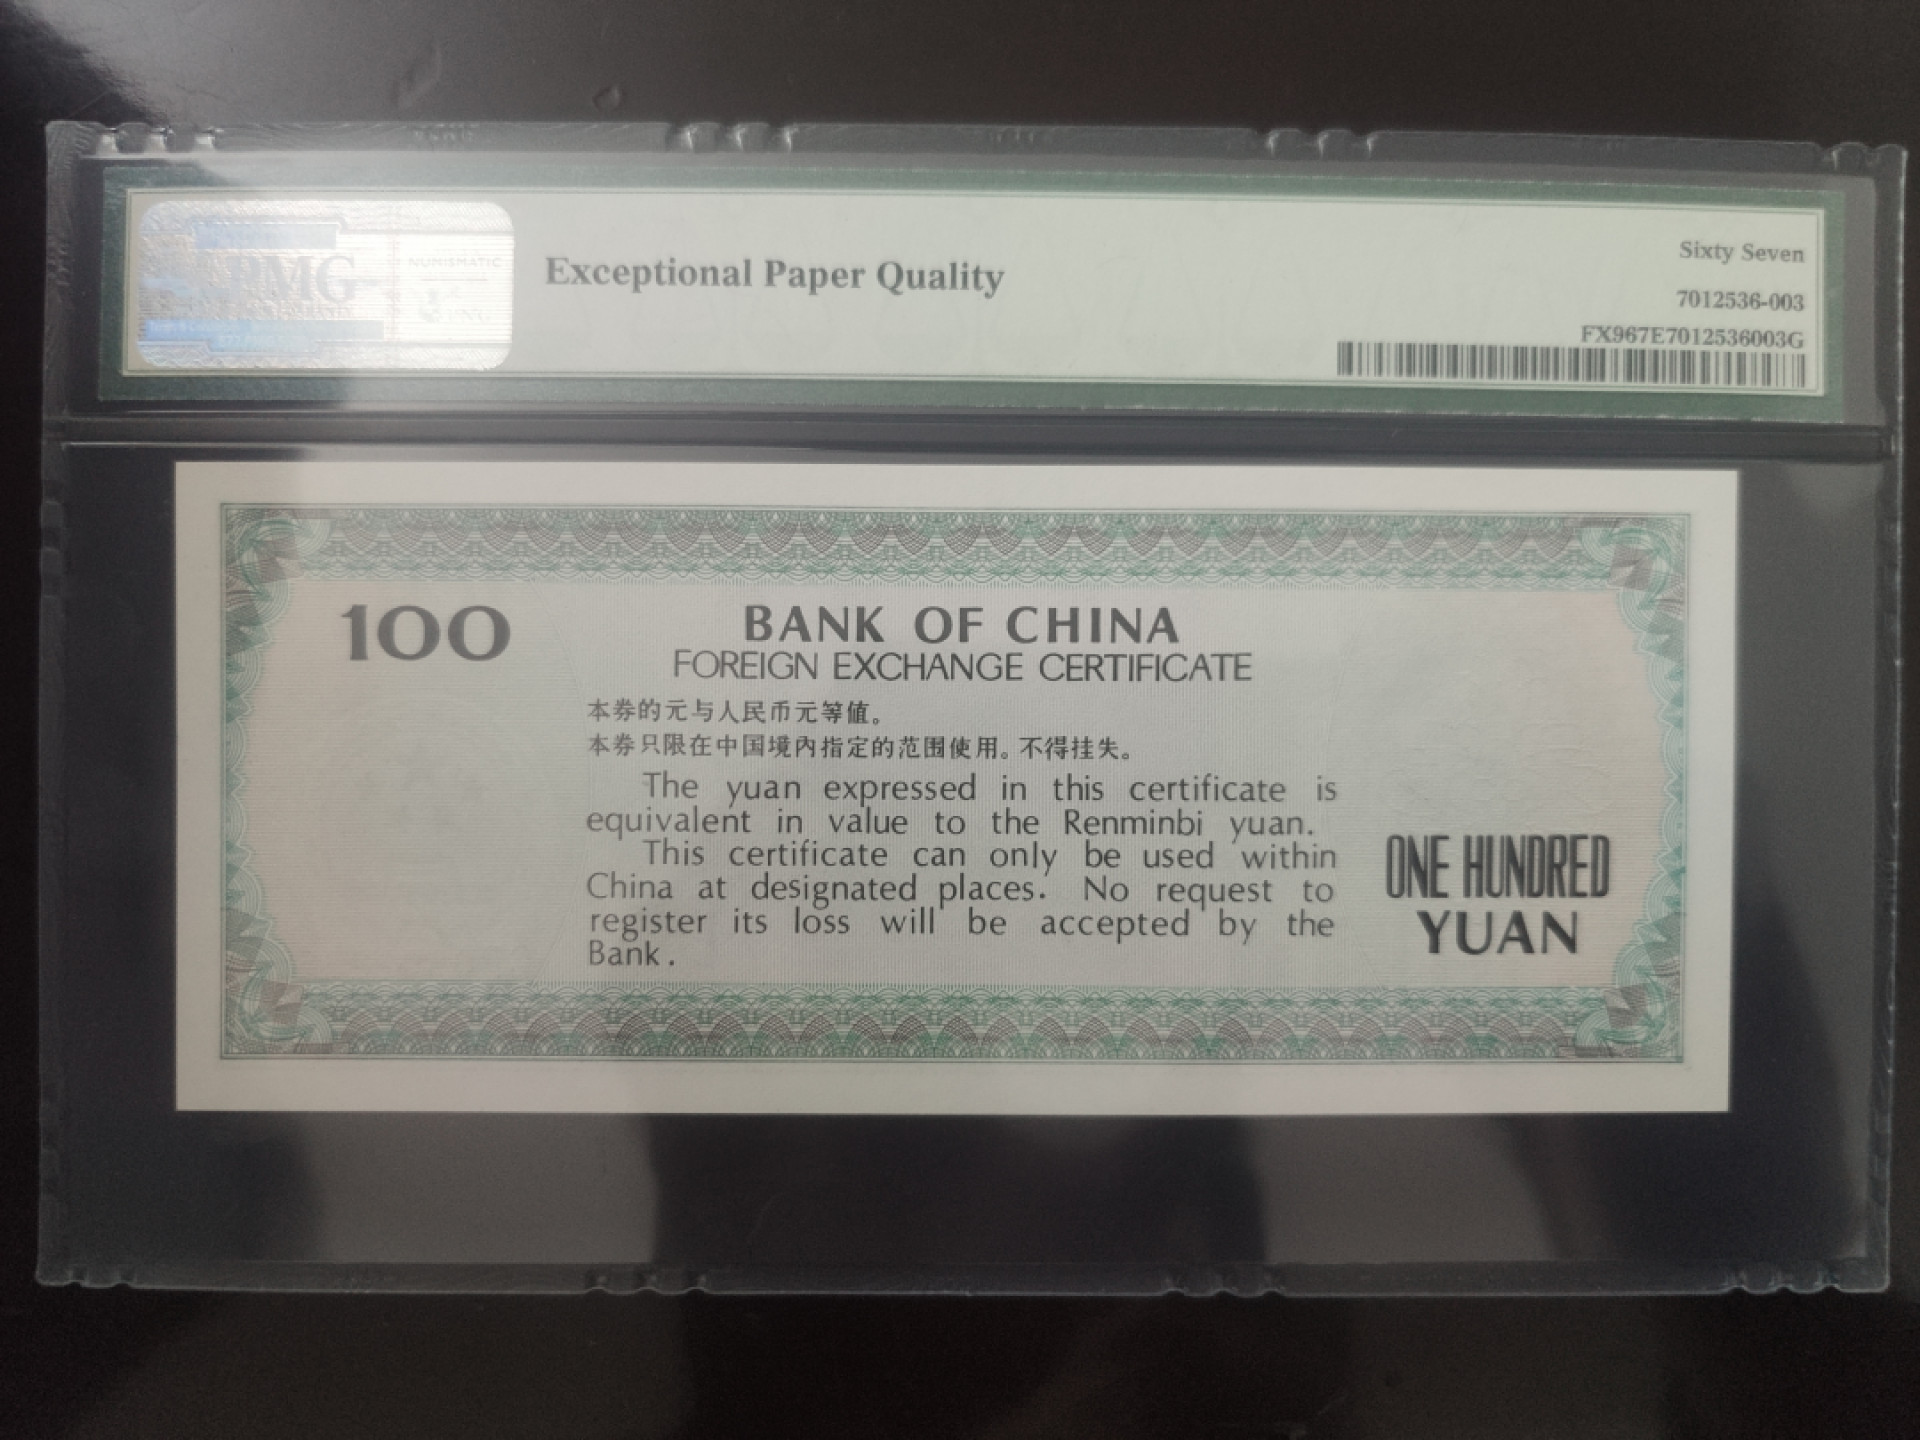 PMG
NUMISMATIC
Exceptional Paper Quality
Sixty Seven
7012536-003
FX967E7012536003G
100
BANK OF CHINA
FOREIGN EXCHANGE CERTIFICATE
本券的元与人民币元等值。
本券只限在中国境内指定的范围使用。不得挂失。
The yuan expressed in this certificate is
equivalent in value to the Renminbi yuan.
This certificate can only be used within
China at designated places. No request to
register its loss will be accepted by the
Bank.
ONE HUNDRED
YUAN